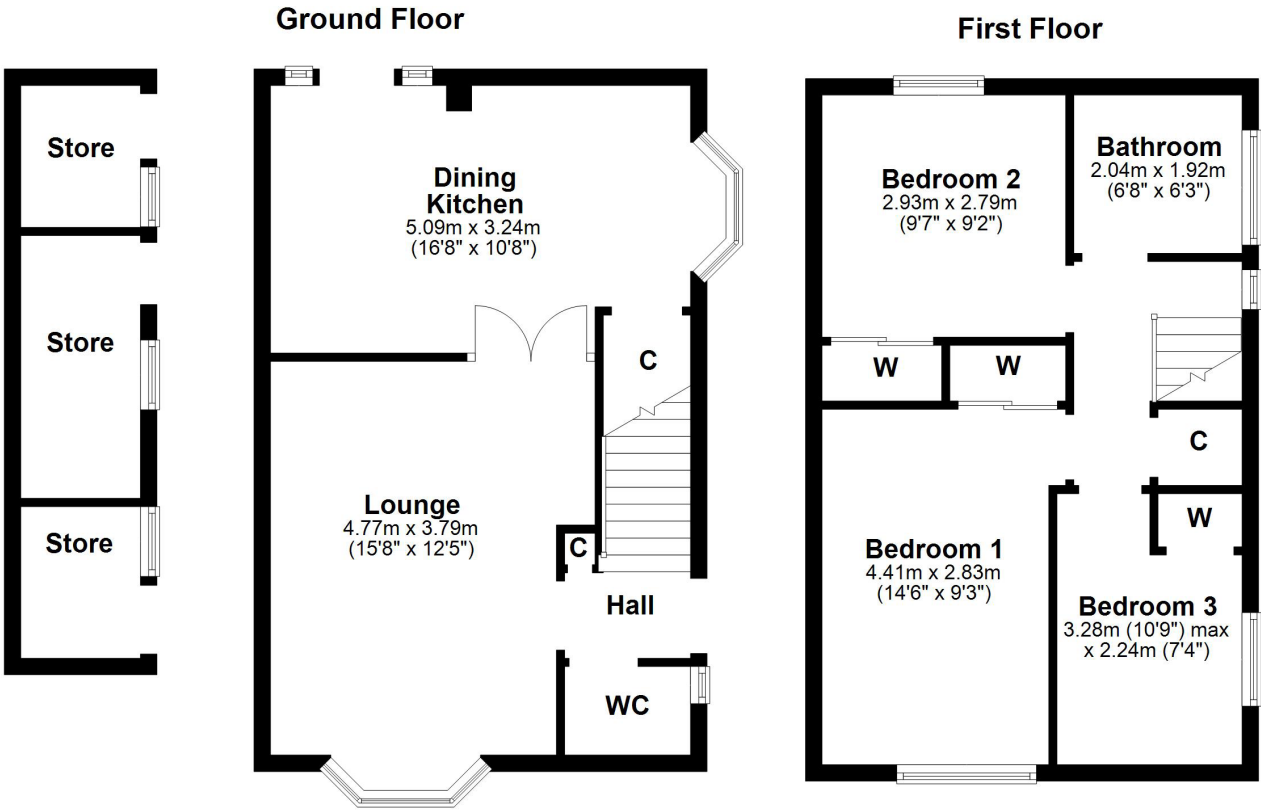 Ground Floor
Store
Store
Store
Dining
Kitchen
5.09m x 3.24m
(16'8" x 10'8")
C
Lounge
4.77m x 3.79m
(15'8" x 12'5")
C
Hall
WC
First Floor
Bedroom 2
2.93m x 2.79m
(9'7" x 9'2")
Bathroom
2.04m x 1.92m
(6'8" x 6'3")
W
W
C
W
Bedroom 1
4.41m x 2.83m
(14'6" x 9'3")
Bedroom 3
3.28m (10'9") max
x 2.24m (7'4")